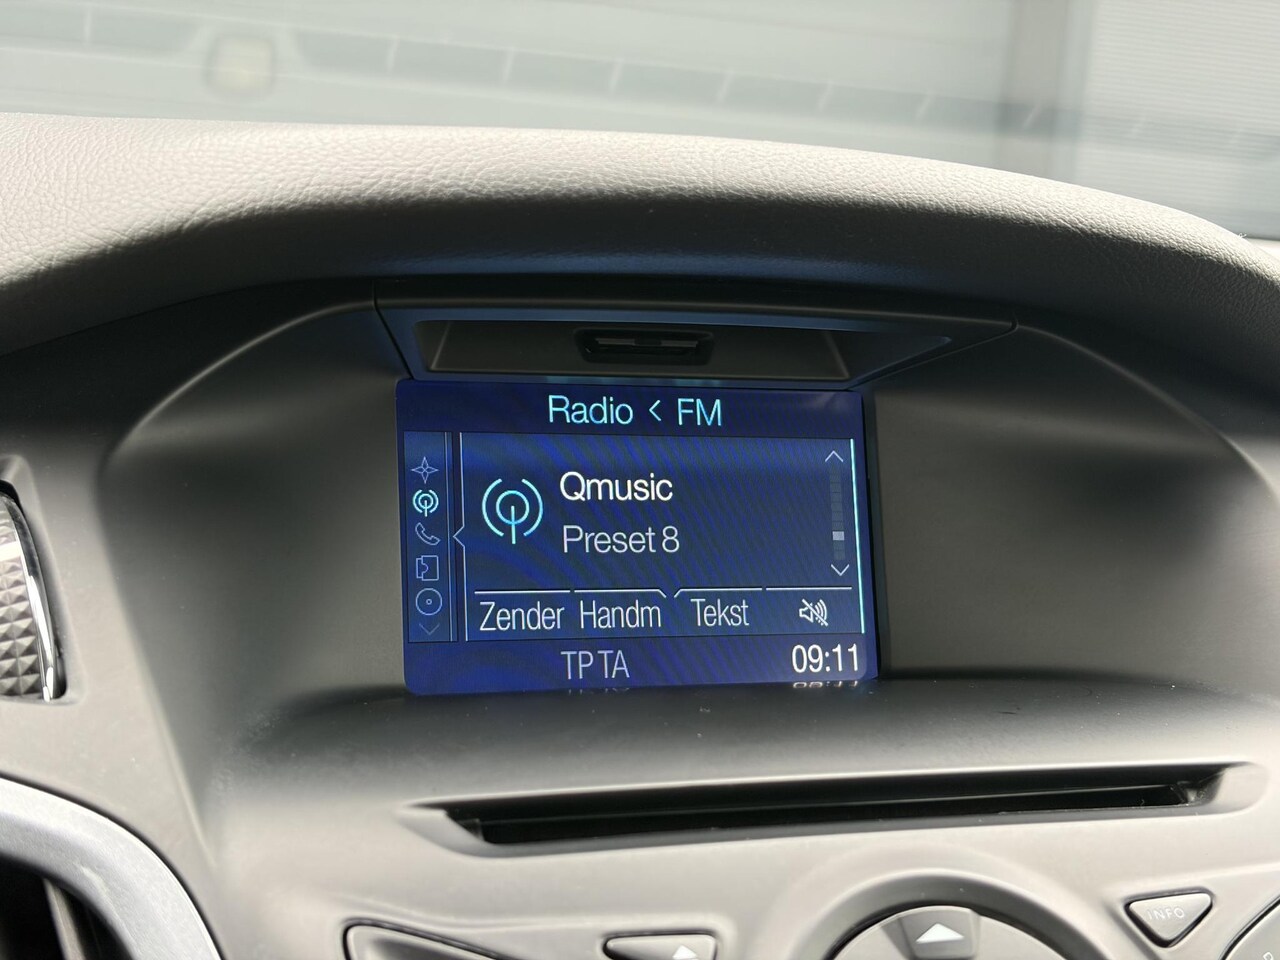 Radio < FM
Qmusic
Preset 8
Zender Handm Tekst
TP TA 09:11
INFO